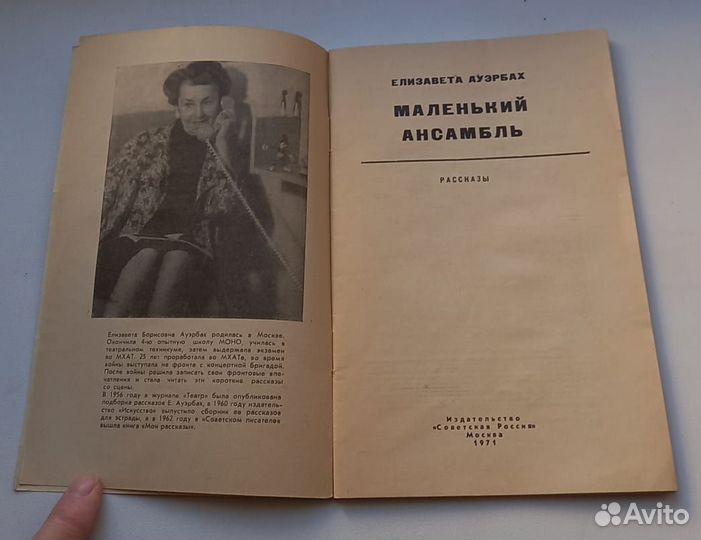 Елизавета Борисовна Ауэрбах родилась в Москве.
Окончила 4-ю опытную школу МОНО, училась в
театральном техникуме, затем выдержала экзамен
во МХАТ. 25 лет проработала во МХАТе, во время
войны выступала на фронте с концертной бригадой.
После войны решила записать свои фронтовые впе-
чатления и стала читать эти короткие рассказы
со сцены.
В 1956 году в журнале «Театр» была опубликована
подборка рассказов Е. Ауэрбах, в 1960 году издатель-
ство «Искусство» выпустило сборник ее рассказов
для эстрады, а в 1962 году в «Советском писателе»
вышла книга «Мои рассказы».
ЕЛИЗАВЕТА АУЭРБАХ
МАЛЕНЬКИЙ
АНСАМБЛЬ
РАССКАЗЫ
Издательство
«Советская Россия»
Москва
1971
Avito